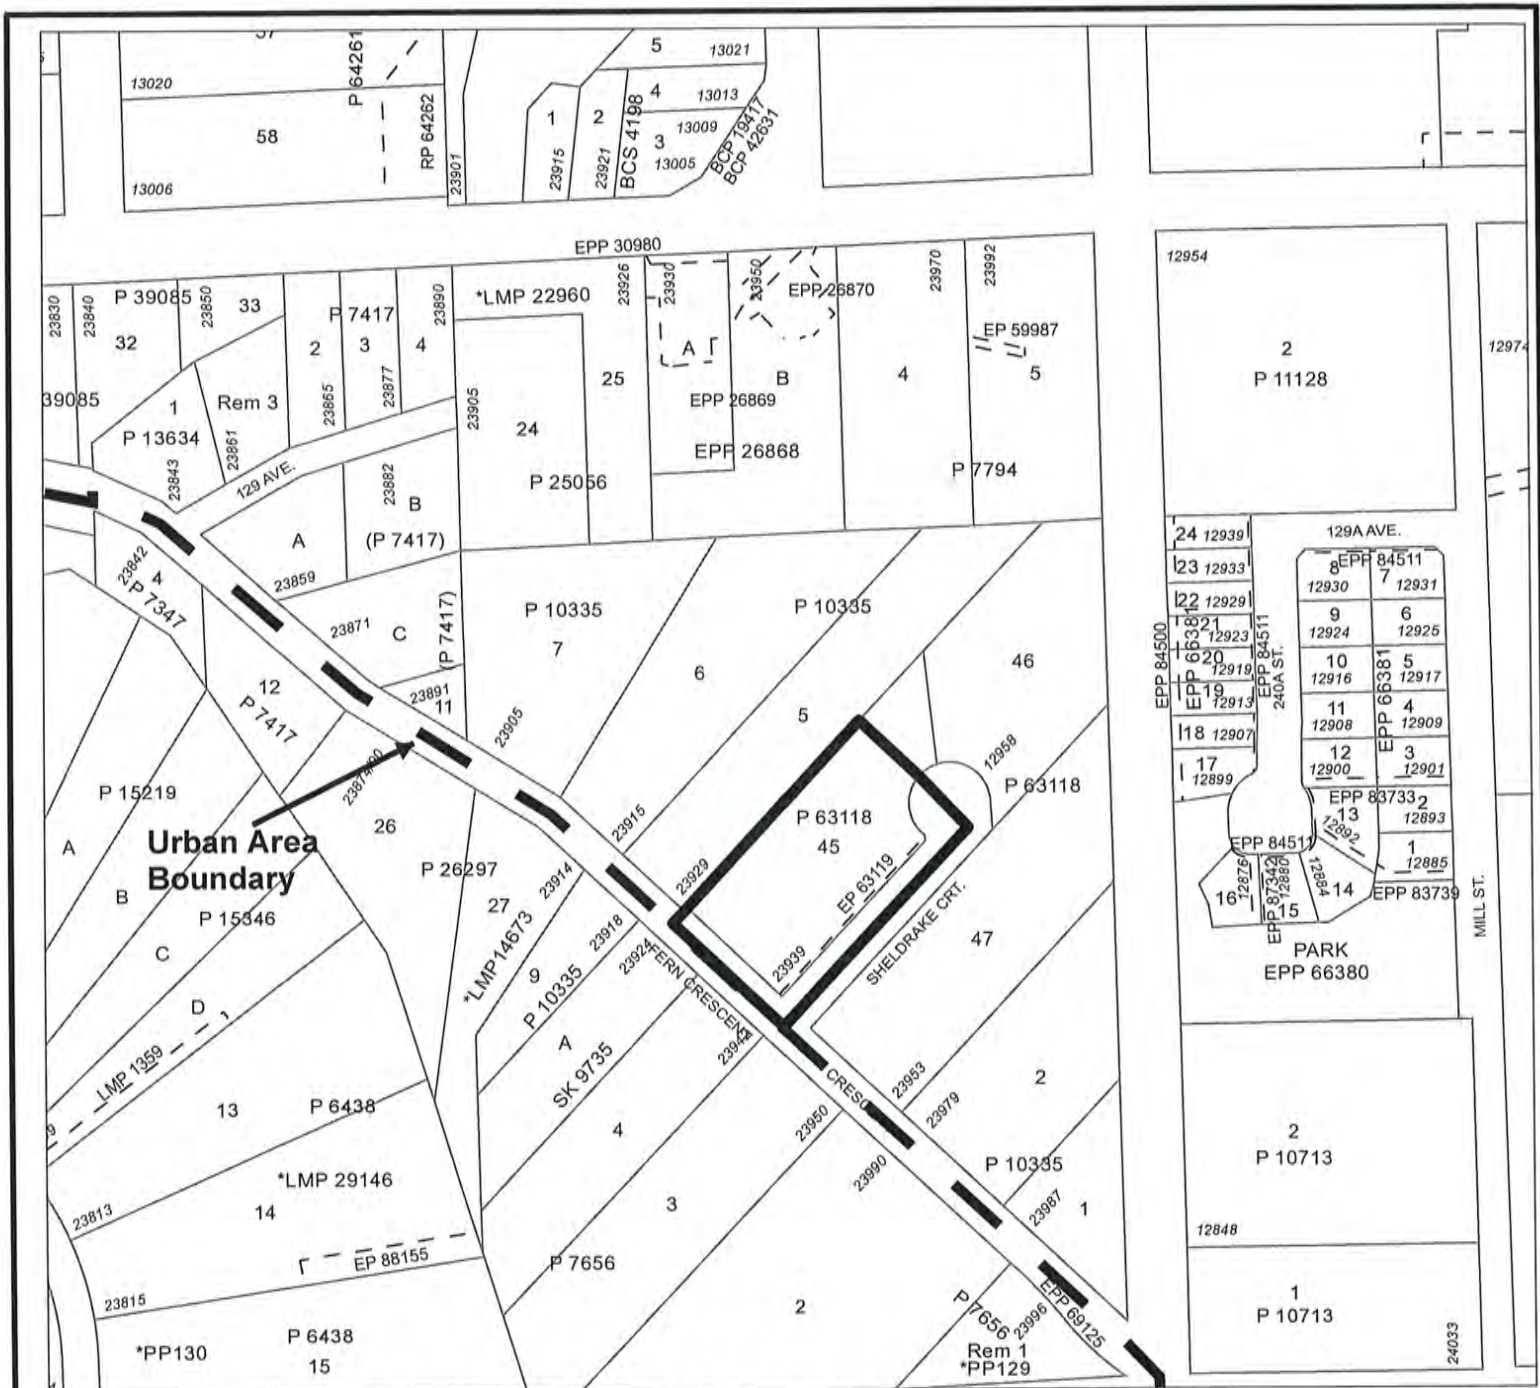 13020
58
13006
P 64261
RP 64262
23901
1
23915
2
23921
BCS 4198
5
13021
4
13013
3
13009
13005
BCP 19417
BCP 42631
EPP 30980
23830
23840
P 39085
32
39085
23850
33
P 7417
2
23865
3
23877
4
23890
*LMP 22960
23905
24
P 25056
25
23926
23930
A
EPP 26869
EPP 26868
23950
EPP 26870
B
23970
4
23992
EP 59987
5
P 7794
12954
2
P 11128
12974
1
P 13634
23843
Rem 3
23861
129 AVE.
A
23859
23882
B
(P 7417)
23871
C
(P 7417)
23891
11
23842
4
P 7347
12
P 7417
23905
P 10335
7
6
P 10335
5
46
12958
P 63118
P 63118
45
EP 63119
23929
23939
23915
SHELDRAKE CRT.
47
129A AVE.
EPP 84511
24 12939
23 12933
22 12929
21
12923
20
12919
19
12913
18 12907
17
12899
EPP 84500
EPP 66381
EPP 84511
240A ST.
8
12930
7
12931
9
12924
6
12925
10
12916
5
12917
11
12908
4
12909
12
12900
3
12901
EPP 66381
EPP 83733
13
12892
2
12893
1
12885
EPP 84511
16
12876
EPP 87342
12880
15
12884
14
EPP 83739
PARK
EPP 66380
MILL ST.
Urban Area
Boundary
P 15219
A
B
P 15346
C
D
LMP 1359
26
P 26297
27
*LMP14673
23914
23918
9
P 10335
23924
FERN CRESCENT
A
SK 9735
23942
4
CRESC
23950
3
P 7656
2
23990
23953
2
23979
P 10335
23987
1
EPP 69125
P 7656
23996
Rem 1
*PP129
13
P 6438
*LMP 29146
14
23813
EP 88155
23815
*PP130
P 6438
15
2
P 10713
12848
1
P 10713
24033